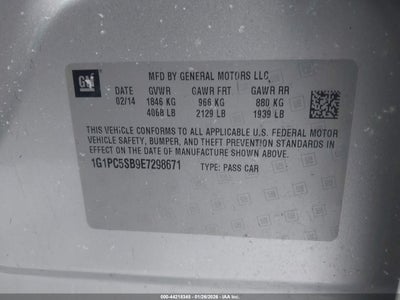 GM
MFD BY GENERAL MOTORS LLC
DATE GVWR GAWR FRT GAWR RR
02/14 1846 KG 966 KG 880 KG
4068 LB 2129 LB 1939 LB
THIS VEHICLE CONFORMS TO ALL APPLICABLE U.S. FEDERAL MOTOR
VEHICLE SAFETY, BUMPER, AND THEFT PREVENTION STANDARDS
IN EFFECT ON THE DATE OF MANUFACTURE SHOWN ABOVE.
1G1PC5SB9E7298671 TYPE: PASS CAR